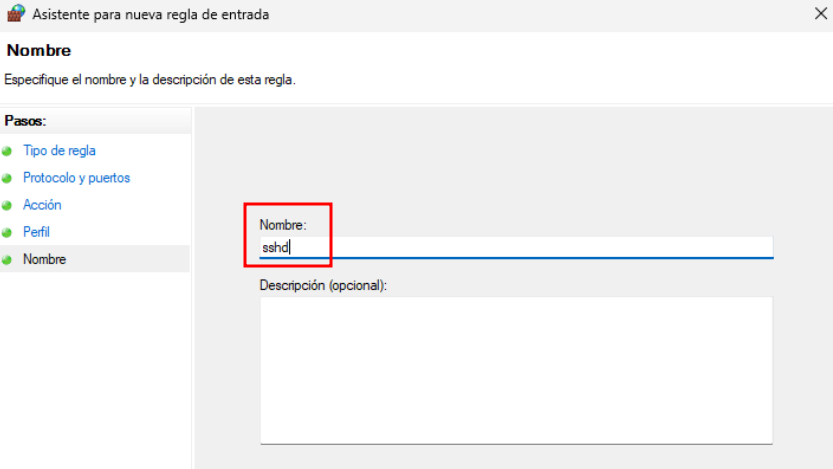 Asistente para nueva regla de entrada
Nombre
Especifique el nombre y la descripción de esta regla.
Pasos:
Tipo de regla
Protocolo y puertos
Acción
Perfil
Nombre
Nombre:
sshd
Descripción (opcional):